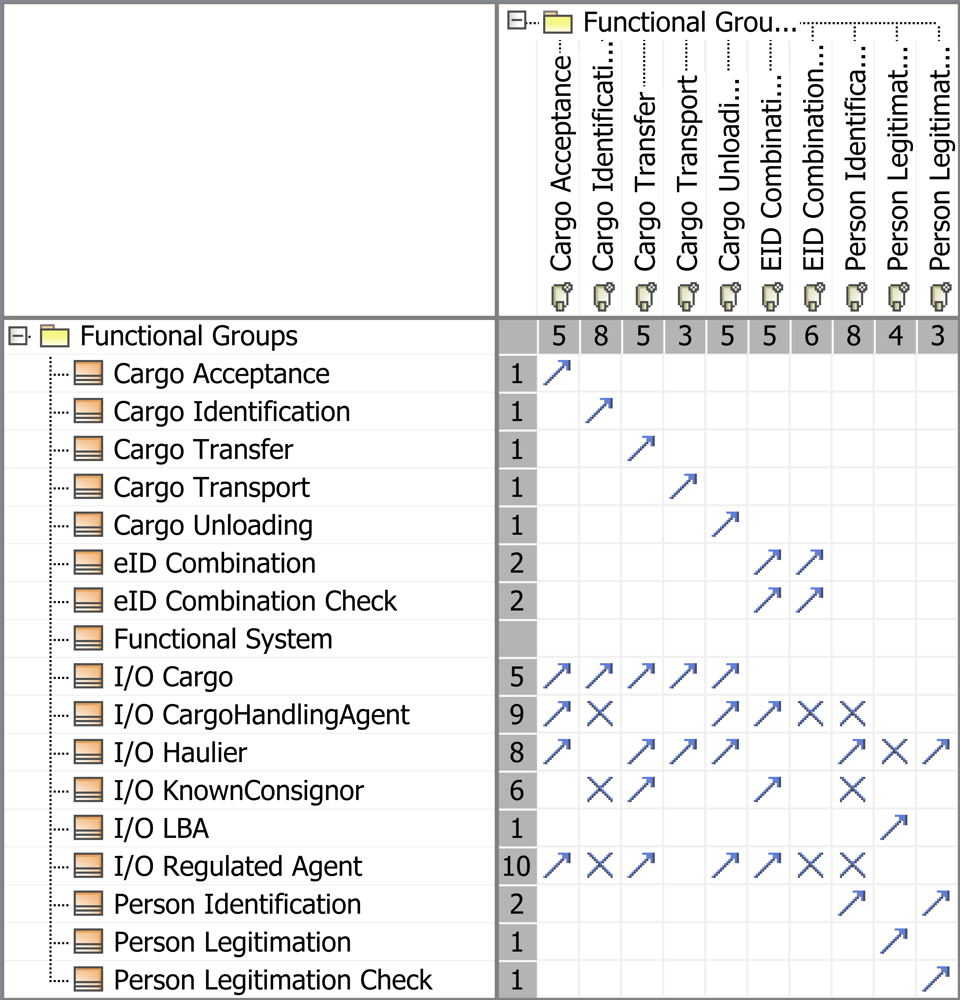 Functional Grou...
Cargo Acceptance
Cargo Identificati...
Cargo Transfer
Cargo Transport
Cargo Unloadi...
EID Combinati...
EID Combination...
Person Identifica...
Person Legitimat...
Person Legitimat...
Functional Groups 5 8 5 3 5 5 6 8 4 3
Cargo Acceptance 1
Cargo Identification 1
Cargo Transfer 1
Cargo Transport 1
Cargo Unloading 1
eID Combination 2
eID Combination Check 2
Functional System
I/O Cargo 5
I/O CargoHandlingAgent 9
I/O Haulier 8
I/O KnownConsignor 6
I/O LBA 1
I/O Regulated Agent 10
Person Identification 2
Person Legitimation 1
Person Legitimation Check 1